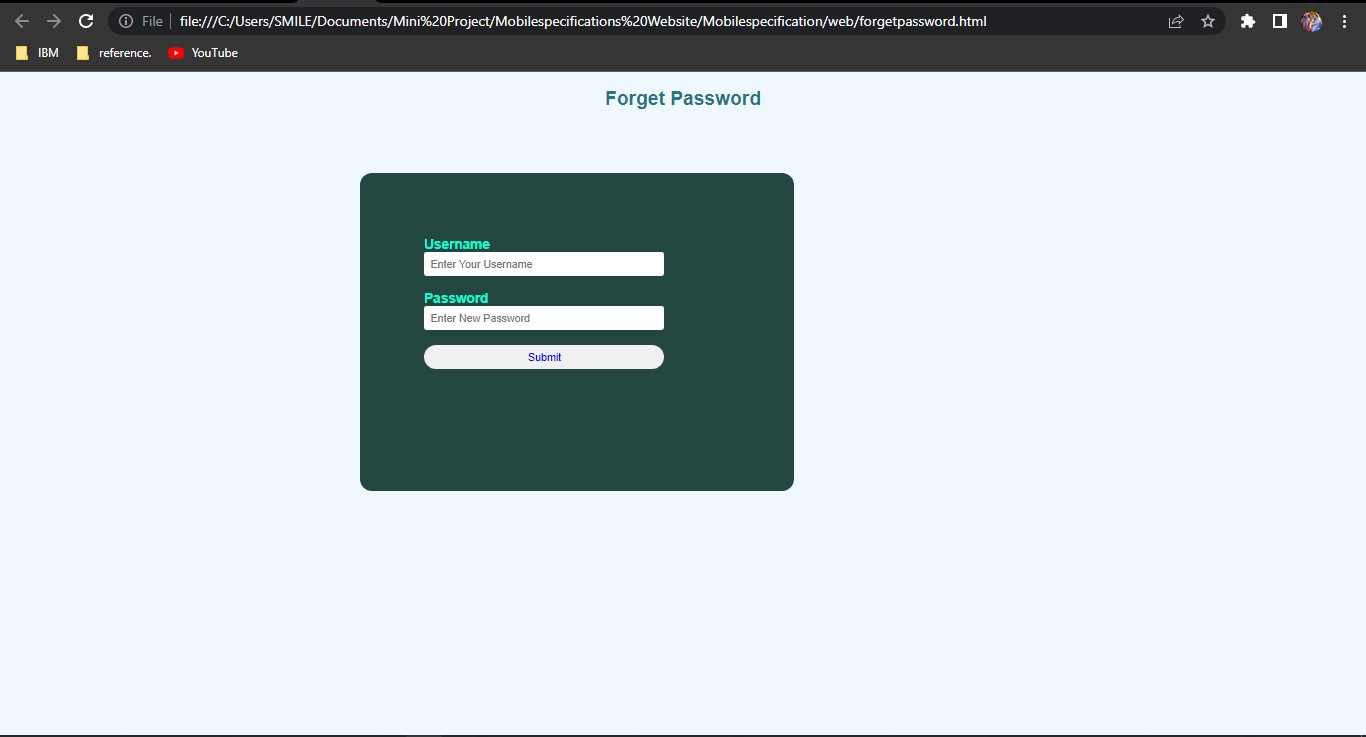 File file:///C:/Users/SMILE/Documents/Mini%20Project/Mobilespecifications%20Website/Mobilespecification/web/forgetpassword.html
IBM reference. YouTube
Forget Password
Username
Enter Your Username
Password
Enter New Password
Submit